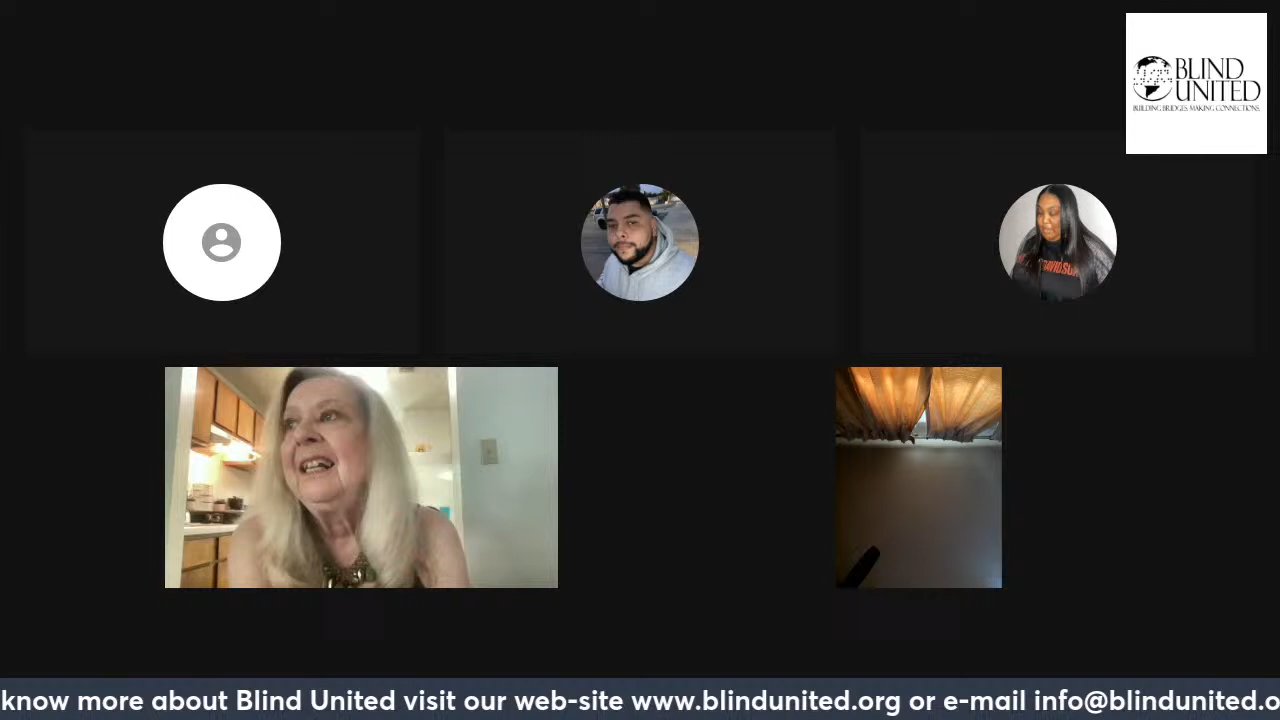 BLIND
UNITED
BUILDING BRIDGES, MAKING CONNECTIONS.
DAVIDSON
know more about Blind United visit our web-site www.blindunited.org or e-mail info@blindunited.o